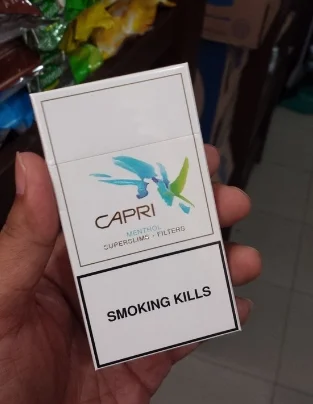 CAPRI
MENTHOL
SUPERSLIMS · FILTERS
SMOKING KILLS